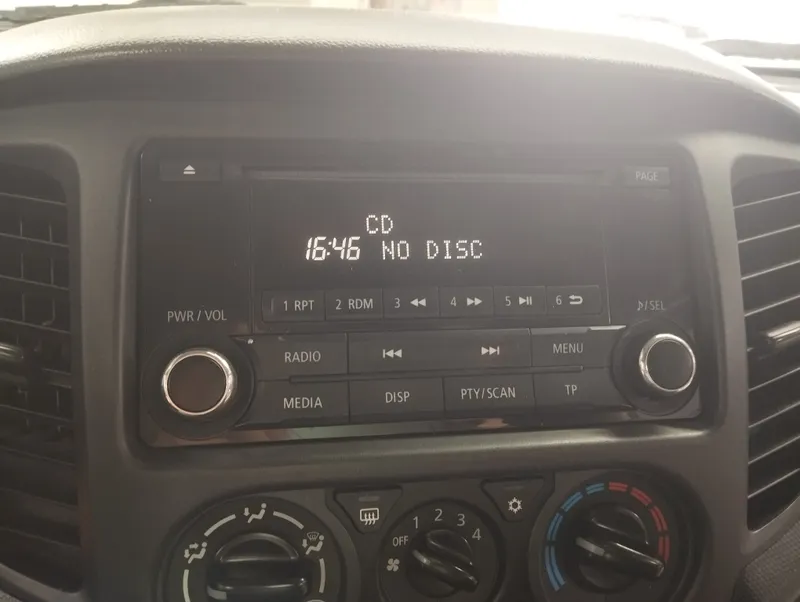 PAGE
CD
16:46 NO DISC
1 RPT 2 RDM 3 4 5 6
PWR / VOL
♪/SEL
RADIO MENU
MEDIA DISP PTY/SCAN TP
OFF 1 2 3 4